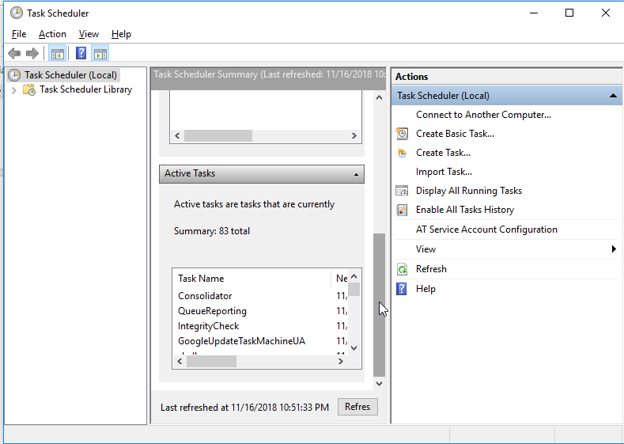 Task Scheduler
File Action View Help
Task Scheduler (Local)
Task Scheduler Library
Task Scheduler Summary (Last refreshed: 11/16/2018 10:
Active Tasks
Active tasks are tasks that are currently
Summary: 83 total
Task Name Ne
Consolidator 11/
QueueReporting 11/
IntegrityCheck 11/
GoogleUpdateTaskMachineUA 11/
Last refreshed at 11/16/2018 10:51:33 PM Refres
Actions
Task Scheduler (Local)
Connect to Another Computer...
Create Basic Task...
Create Task...
Import Task...
Display All Running Tasks
Enable All Tasks History
AT Service Account Configuration
View
Refresh
Help